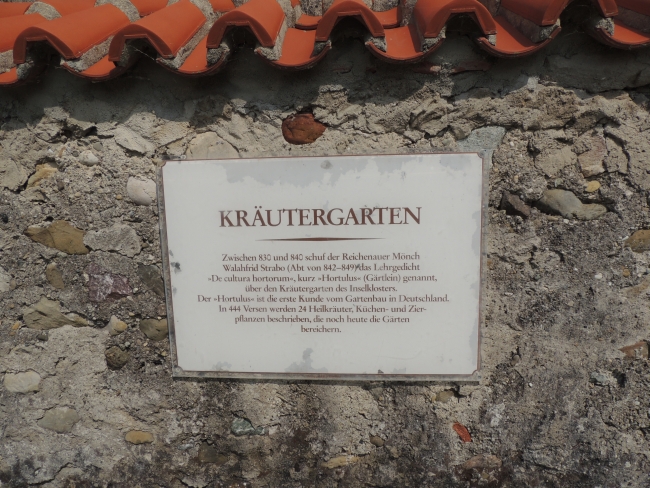 KRÄUTERGARTEN
Zwischen 830 und 840 schuf der Reichenauer Mönch
Walahfrid Strabo (Abt von 842–849) das Lehrgedicht
»De cultura hortorum«, kurz »Hortulus« (Gärtlein) genannt,
über den Kräutergarten des Inselklosters.
Der »Hortulus« ist die erste Kunde vom Gartenbau in Deutschland.
In 444 Versen werden 24 Heilkräuter, Küchen- und Zier-
pflanzen beschrieben, die noch heute die Gärten
bereichern.